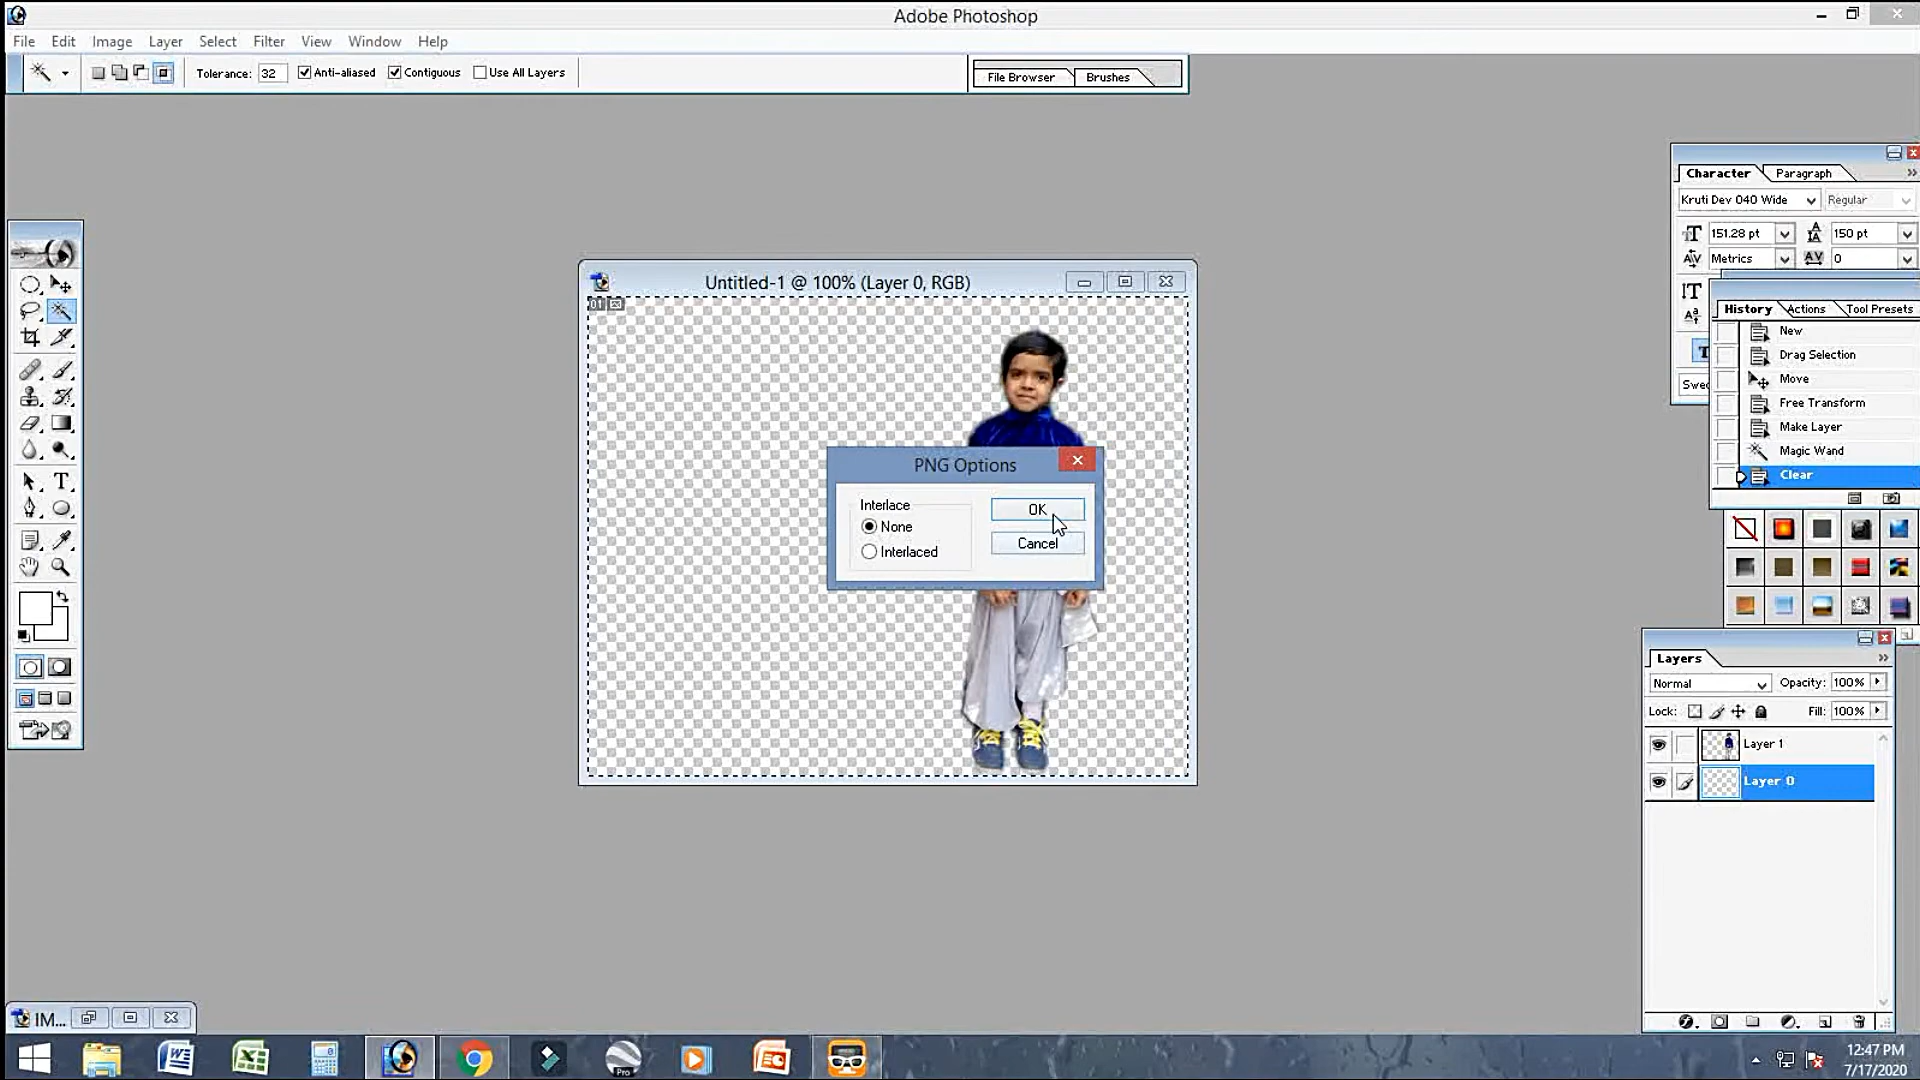 Adobe Photoshop
File Edit Image Layer Select Filter View Window Help
Tolerance: 32 Anti-aliased Contiguous Use All Layers
File Browser Brushes
Character Paragraph
Kruti Dev 040 Wide Regular
151.28 pt 150 pt
Metrics 0
Untitled-1 @ 100% (Layer 0, RGB)
01
History Actions Tool Presets
New
Drag Selection
Move
Free Transform
Make Layer
Magic Wand
Clear
Swed
PNG Options
Interlace
None
Interlaced
OK
Cancel
Layers
Normal Opacity: 100%
Lock: Fill: 100%
Layer 1
Layer 0
IM...
Pro
12:47 PM
7/17/2020